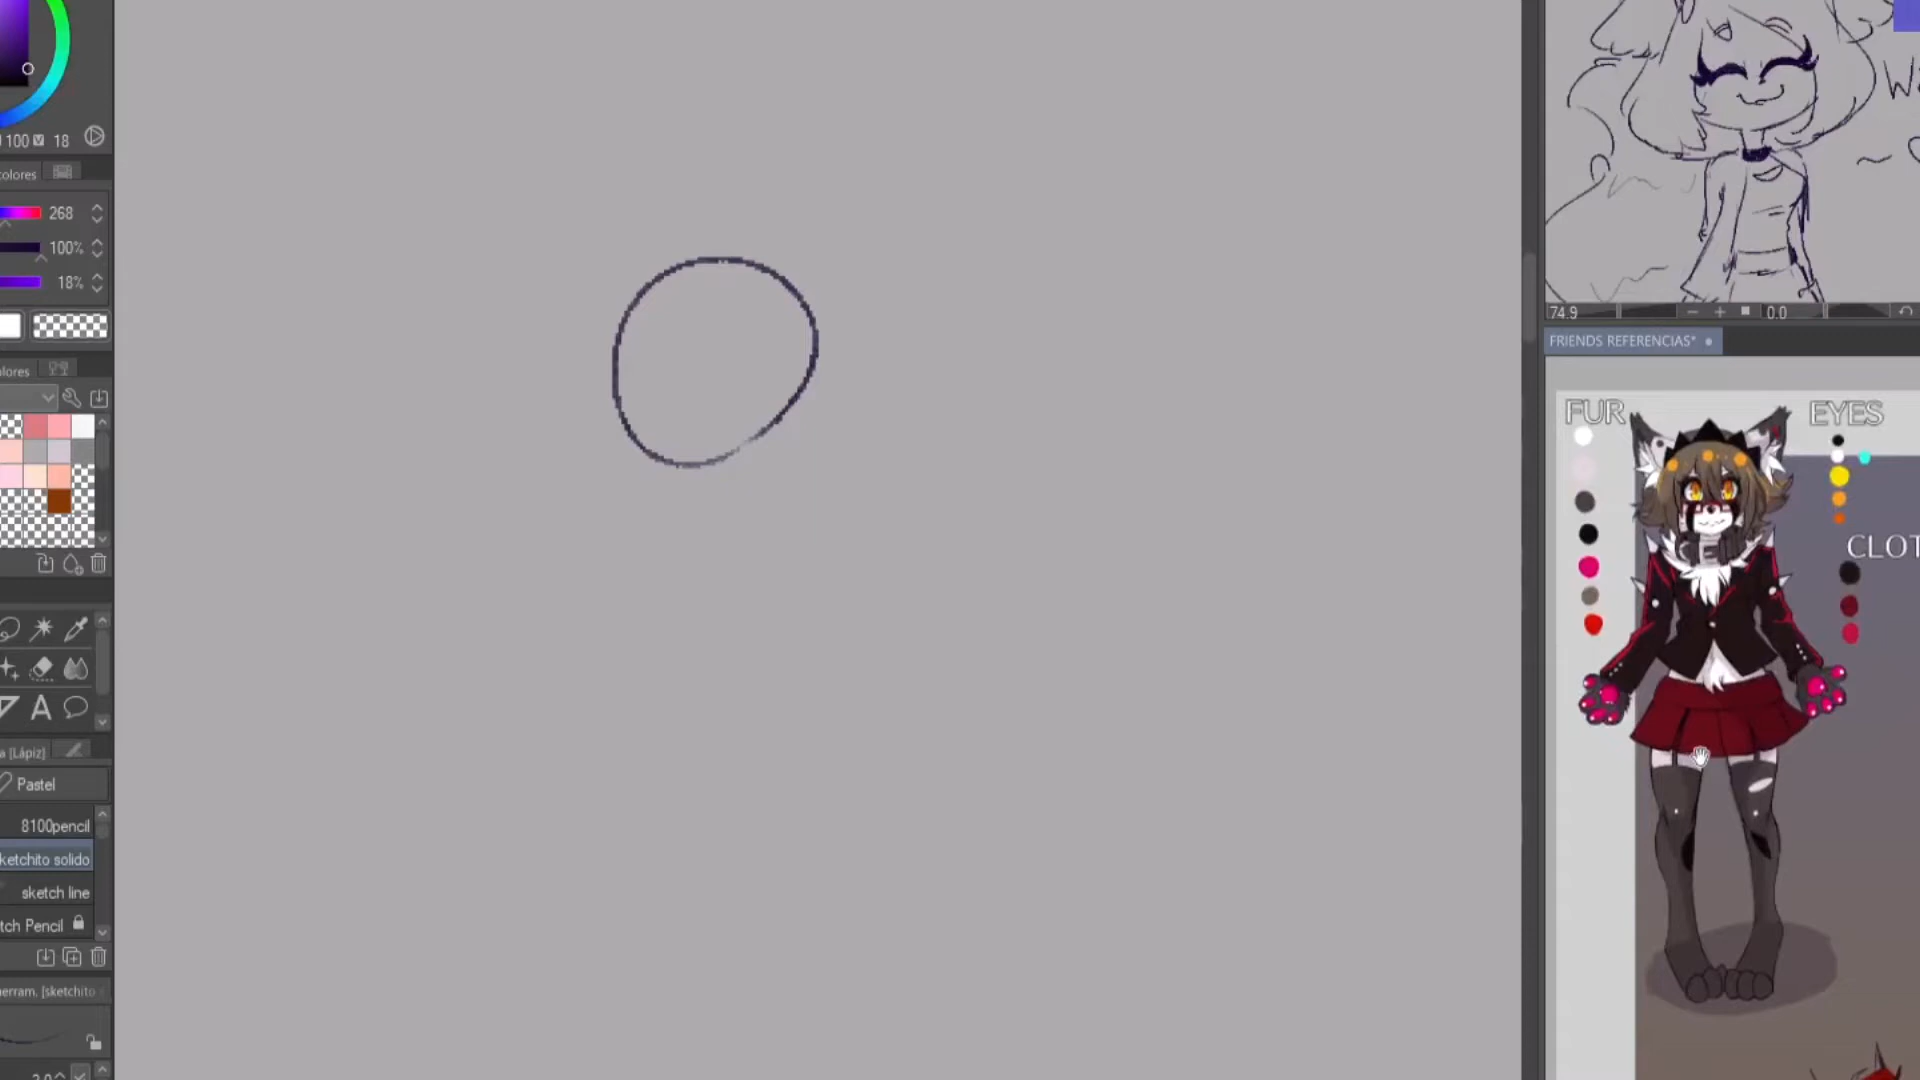 100 18
colores
268
100%
18%
a [Lápiz]
Pastel
8100pencil
ketchito solido
sketch line
tch Pencil
erram. [sketchito
A
74.9
0.0
FRIENDS REFERENCIAS*
FUR
EYES
CLOT